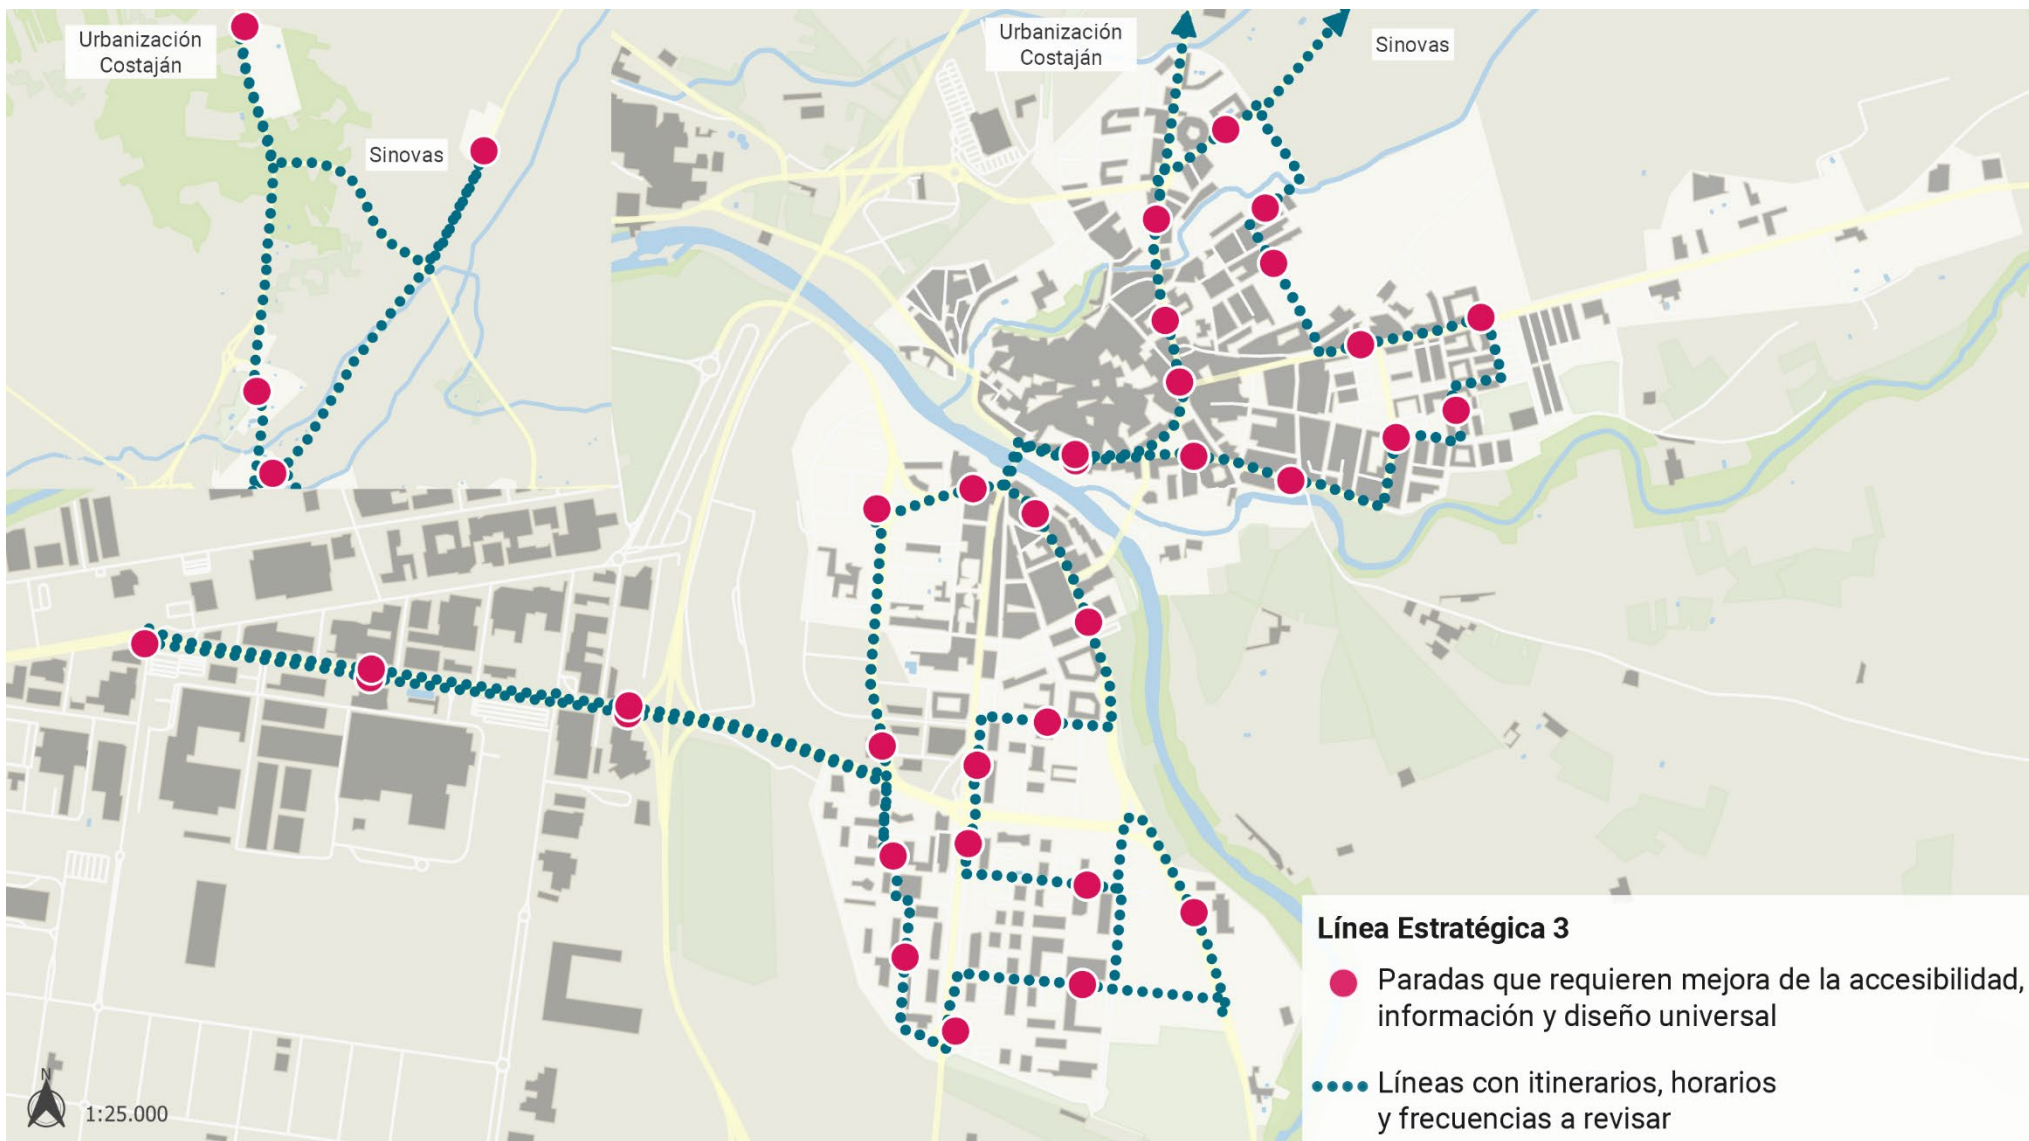 Urbanización
Costaján
Sinovas
Urbanización
Costaján
Sinovas
Línea Estratégica 3
Paradas que requieren mejora de la accesibilidad,
información y diseño universal
Líneas con itinerarios, horarios
y frecuencias a revisar
N
1:25.000